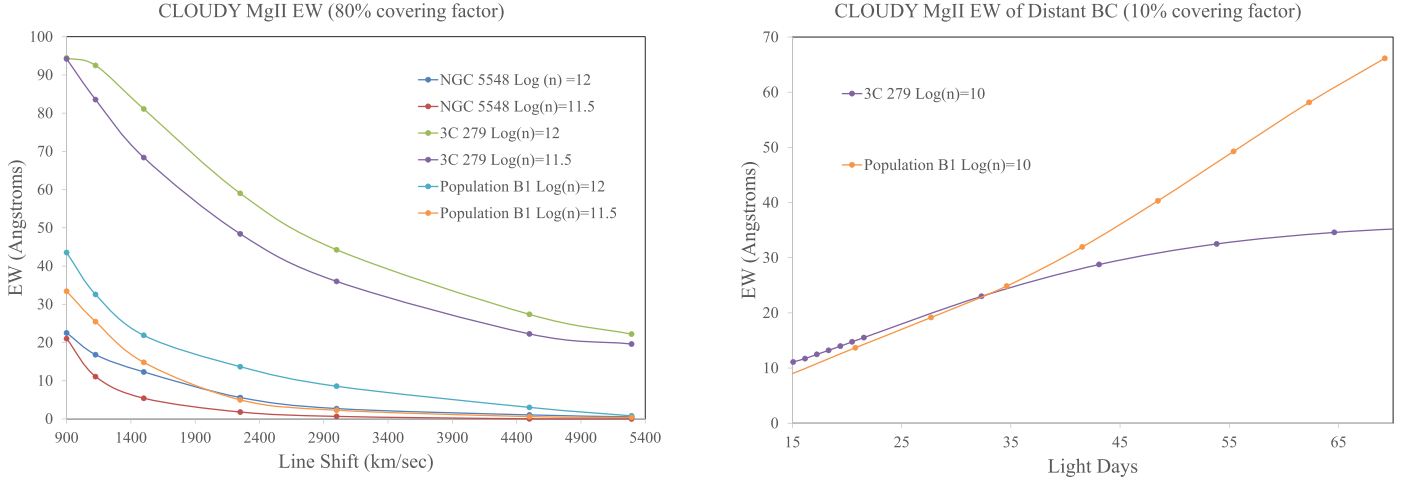 CLOUDY MgII EW (80% covering factor)
100
90
80
70
60
50
40
30
20
10
0
EW (Angstroms)
NGC 5548 Log (n) =12
NGC 5548 Log(n)=11.5
3C 279 Log(n)=12
3C 279 Log(n)=11.5
Population B1 Log(n)=12
Population B1 Log(n)=11.5
900 1400 1900 2400 2900 3400 3900 4400 4900 5400
Line Shift (km/sec)
CLOUDY MgII EW of Distant BC (10% covering factor)
70
60
50
40
30
20
10
0
EW (Angstroms)
3C 279 Log(n)=10
Population B1 Log(n)=10
15 25 35 45 55 65
Light Days